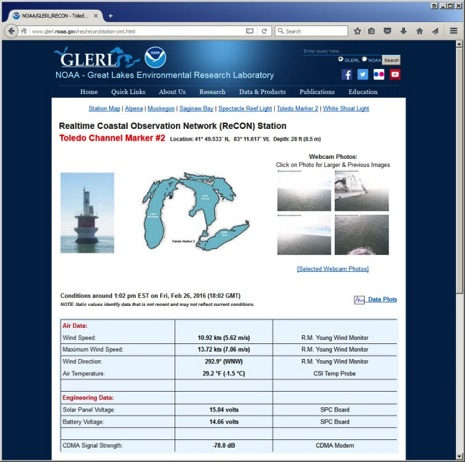 NOAA/GLERL/RECON - Toled...
www.glerl.noaa.gov/res/recon/station-cm1.html
Search
GLERL
Enter query here...
GLERL NOAA Search
NOAA - Great Lakes Environmental Research Laboratory
Home Quick Links About Us Research Data & Products Publications Education
Station Map | Alpena | Muskegon | Saginaw Bay | Spectacle Reef Light | Toledo Marker 2 | White Shoal Light
Realtime Coastal Observation Network (ReCON) Station
Toledo Channel Marker #2 Location: 41° 49.533' N, 83° 11.617' W, Depth: 28 ft (8.5 m)
Webcam Photos:
Click on Photo for Larger & Previous Images
Toledo Marker 2
[Selected Webcam Photos]
Conditions around 1:02 pm EST on Fri, Feb 26, 2016 (18:02 GMT)
NOTE: Italic values identify data that is not recent and may not reflect current conditions.
Data Plots
Air Data:
Wind Speed: 10.92 kts (5.62 m/s) R.M. Young Wind Monitor
Maximum Wind Speed: 13.72 kts (7.06 m/s) R.M. Young Wind Monitor
Wind Direction: 292.9° (WNW) R.M. Young Wind Monitor
Air Temperature: 29.2 °F (-1.5 °C) CSI Temp Probe
Engineering Data:
Solar Panel Voltage: 15.04 volts SPC Board
Battery Voltage: 14.66 volts SPC Board
CDMA Signal Strength: -78.0 dB CDMA Modem